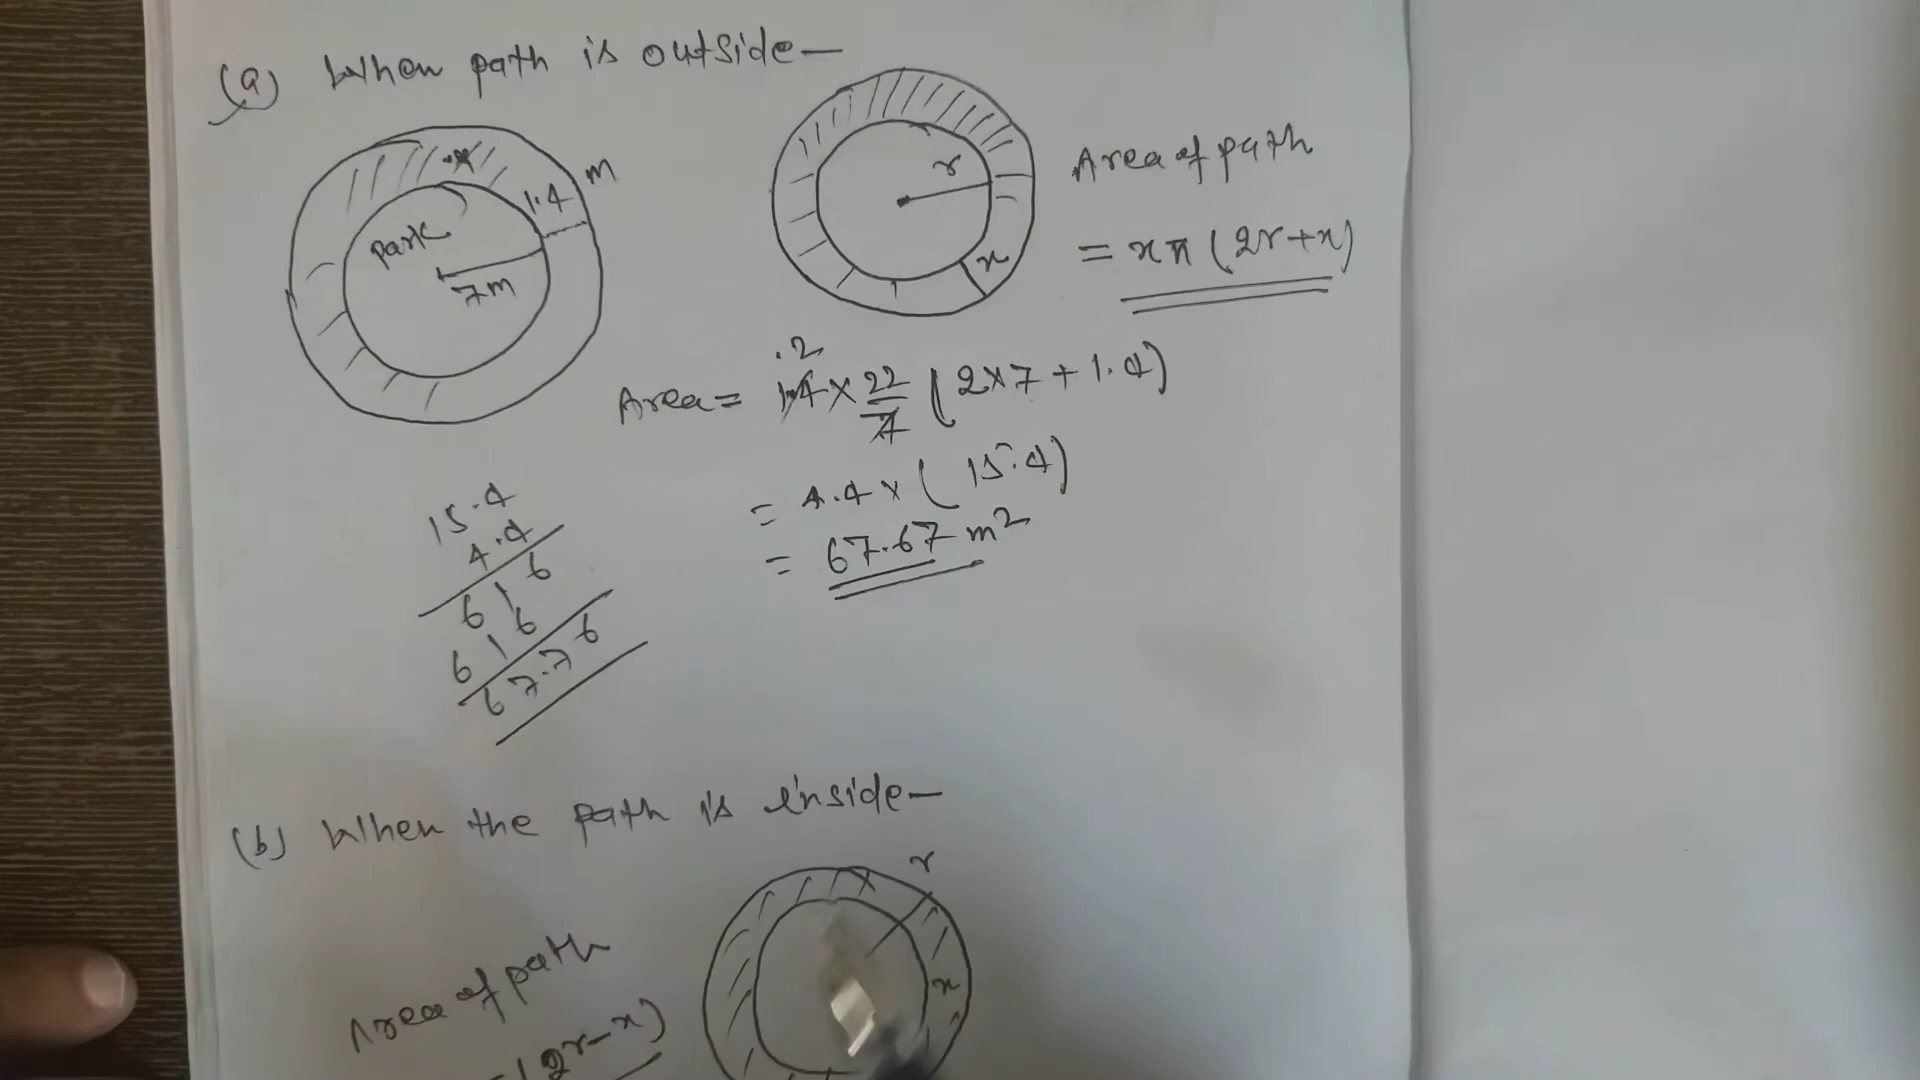 (a) When path is outside—
park
7m
1.4 m
r
x
Area of path
= xπ (2r+x)
.2
Area = 1.4 × 22/7 (2×7 + 1.4)
= 4.4 × (15.4)
= 67.67 m²
15.4
4.4
616
616
67.76
(b) When the path is inside—
r
x
Area of path
(2r-x)